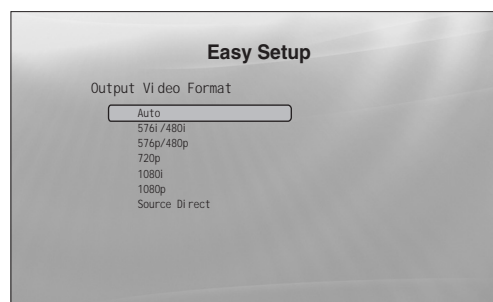 Easy Setup
Output Video Format
Auto
576i/480i
576p/480p
720p
1080i
1080p
Source Direct